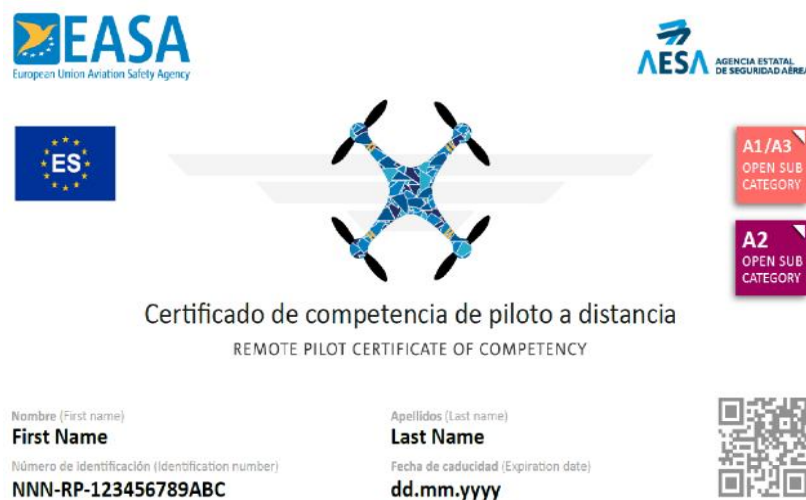 EASA
European Union Aviation Safety Agency
AESA AGENCIA ESTATAL
DE SEGURIDAD AÉREA
ES
A1/A3
OPEN SUB
CATEGORY
A2
OPEN SUB
CATEGORY
Certificado de competencia de piloto a distancia
REMOTE PILOT CERTIFICATE OF COMPETENCY
Nombre (First name)
First Name
Apellidos (Last name)
Last Name
Número de identificación (Identification number)
NNN-RP-123456789ABC
Fecha de caducidad (Expiration date)
dd.mm.yyyy